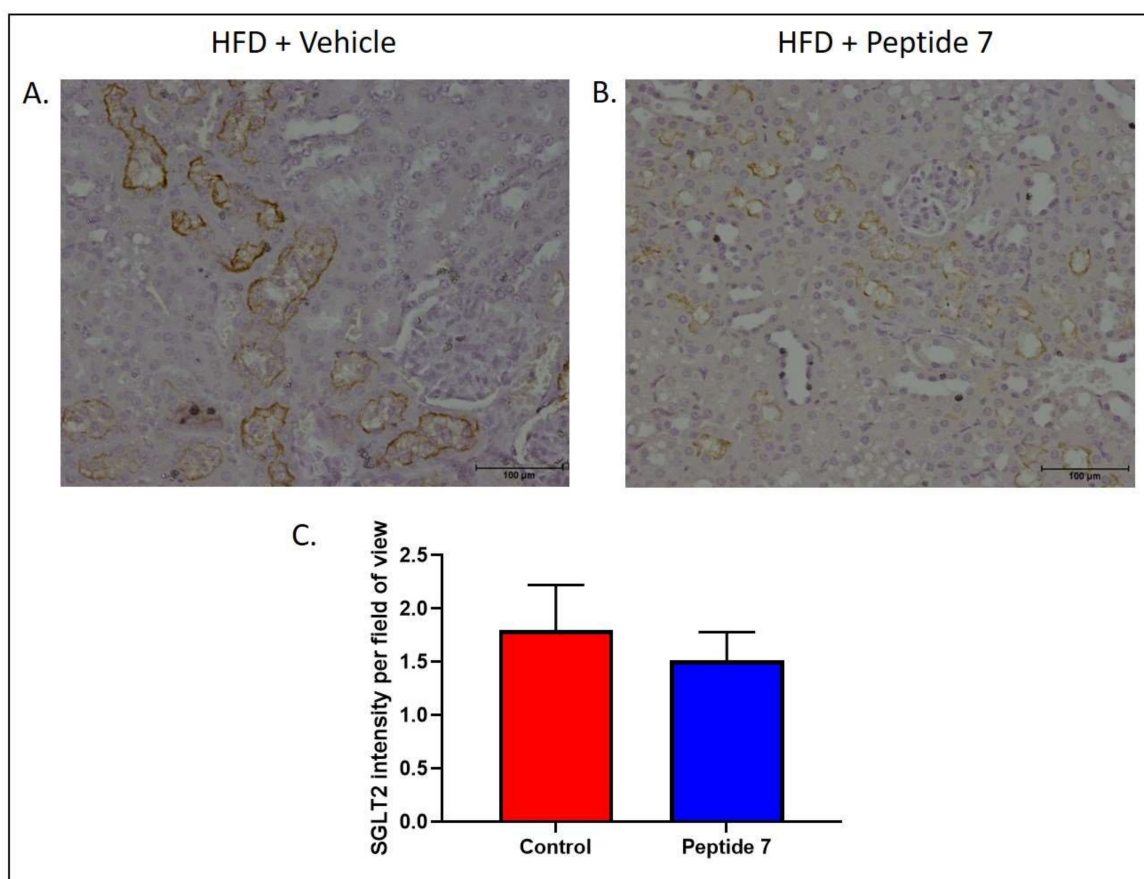 HFD + Vehicle
HFD + Peptide 7
A.
B.
100 µm
100 µm
C.
SGLT2 intensity per field of view
2.5
2.0
1.5
1.0
0.5
0.0
Control
Peptide 7